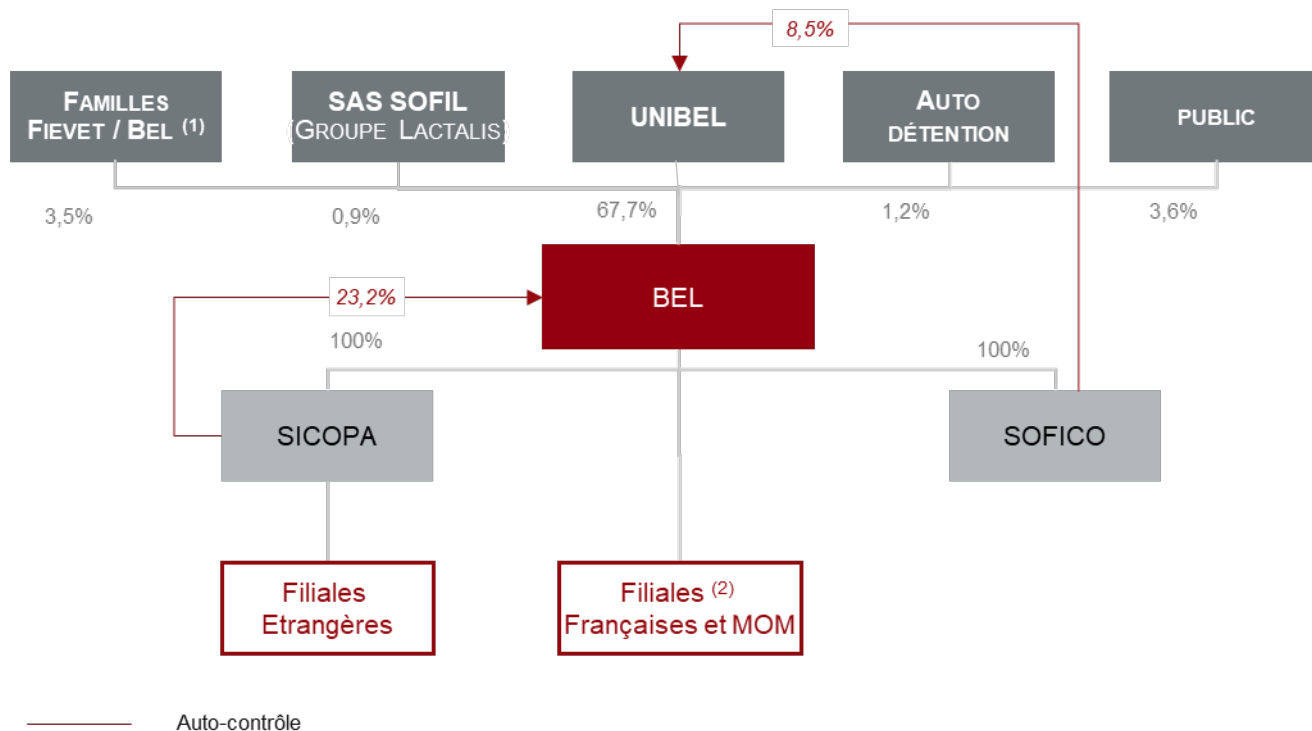 8,5%
FAMILLES
FIEVET / BEL (1)
SAS SOFIL
(GROUPE LACTALIS)
UNIBEL
AUTO
DÉTENTION
PUBLIC
3,5%
0,9%
67,7%
1,2%
3,6%
23,2%
BEL
100%
100%
SICOPA
SOFICO
Filiales
Etrangères
Filiales (2)
Françaises et MOM
Auto-contrôle